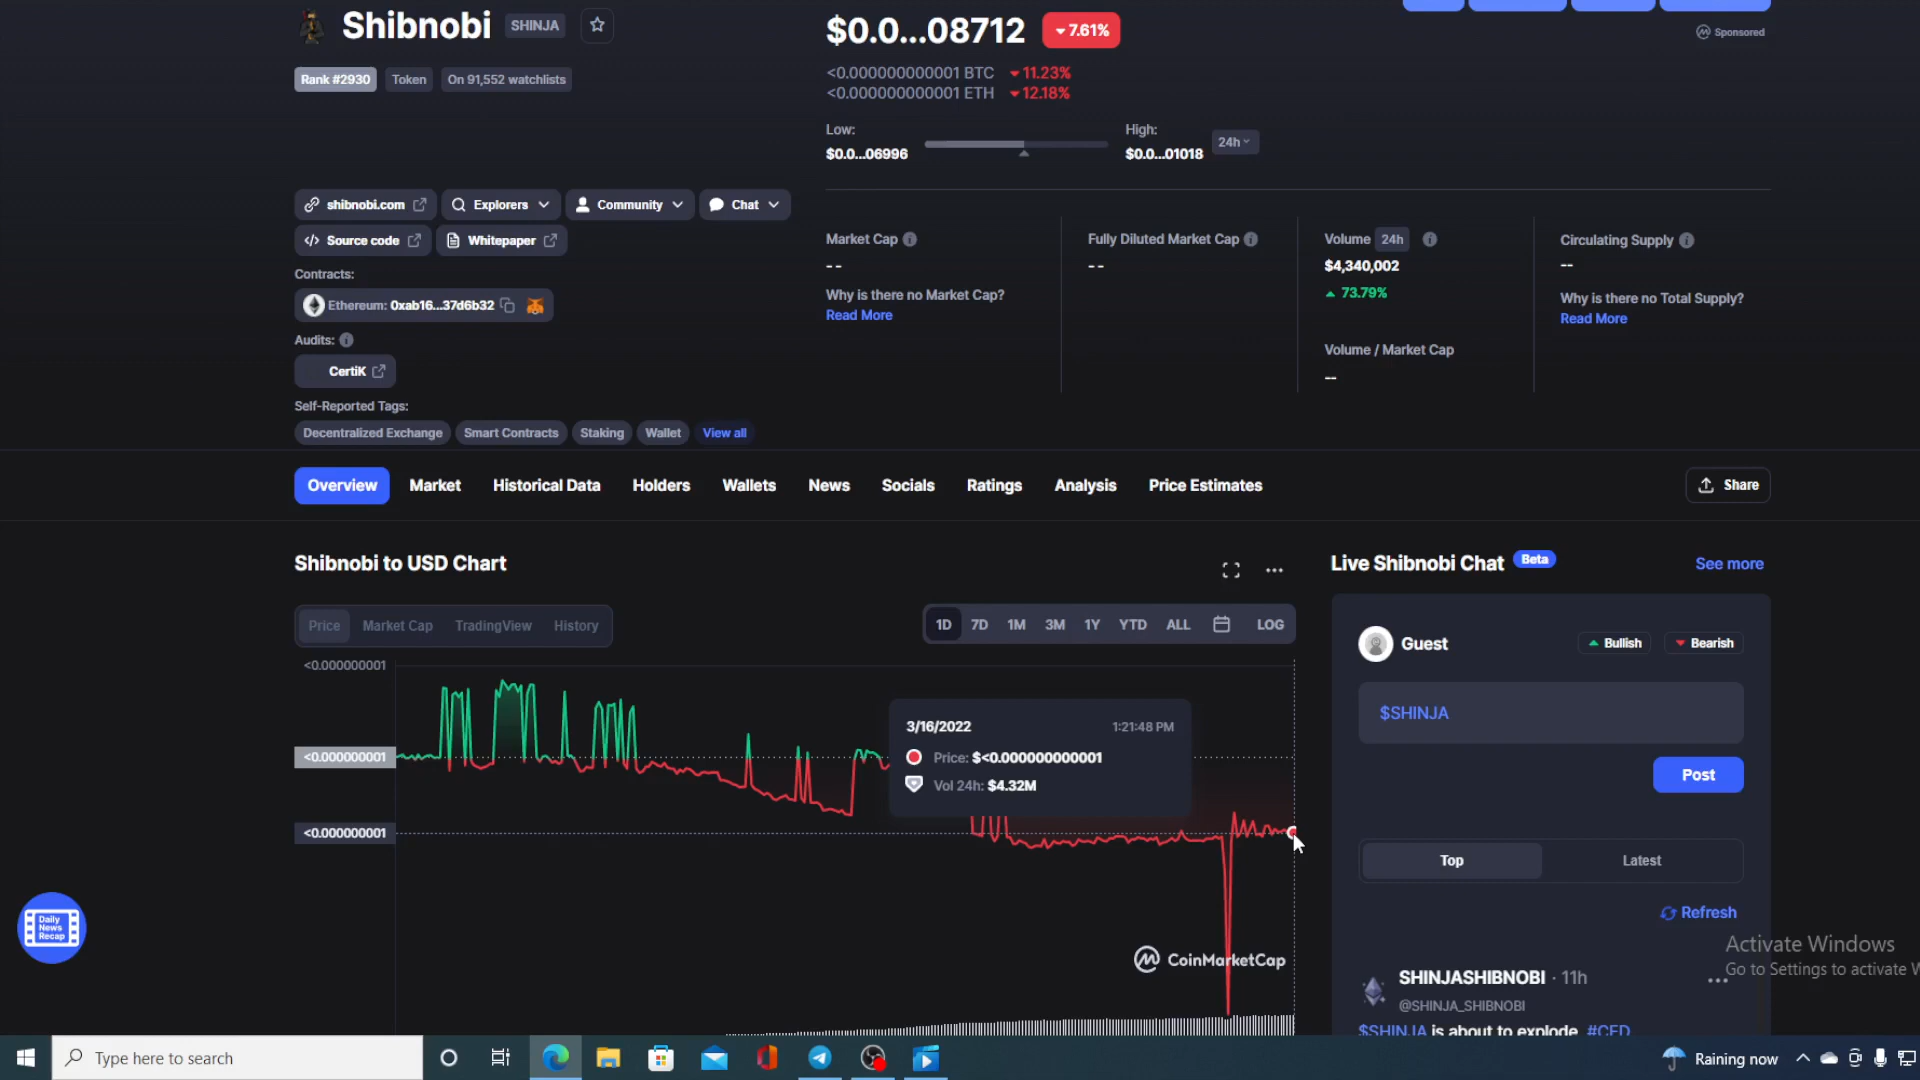 Shibnobi SHINJA
$0.0...08712 7.61%
Sponsored
Rank #2930 Token On 91,552 watchlists
<0.000000000001 BTC 11.23%
<0.000000000001 ETH 12.18%
Low:
$0.0...06996
High:
$0.0...01018
24h
shibnobi.com Explorers Community Chat
Source code Whitepaper
Contracts:
Ethereum: 0xab16...37d6b32
Audits:
CertiK
Self-Reported Tags:
Decentralized Exchange Smart Contracts Staking Wallet View all
Market Cap
- -
Why is there no Market Cap?
Read More
Fully Diluted Market Cap
- -
Volume 24h
$4,340,002
73.79%
Volume / Market Cap
--
Circulating Supply
--
Why is there no Total Supply?
Read More
Overview Market Historical Data Holders Wallets News Socials Ratings Analysis Price Estimates Share
Shibnobi to USD Chart
Price Market Cap TradingView History
1D 7D 1M 3M 1Y YTD ALL LOG
<0.000000001
<0.000000001
<0.000000001
3/16/2022 1:21:48 PM
Price: $<0.000000000001
Vol 24h: $4.32M
CoinMarketCap
Live Shibnobi Chat Beta See more
Guest Bullish Bearish
$SHINJA
Post
Top Latest
Refresh
SHINJASHIBNOBI · 11h
@SHINJA_SHIBNOBI
$SHINJA is about to explode
Daily
News
Recap
Activate Windows
Go to Settings to activate
Type here to search
Raining now